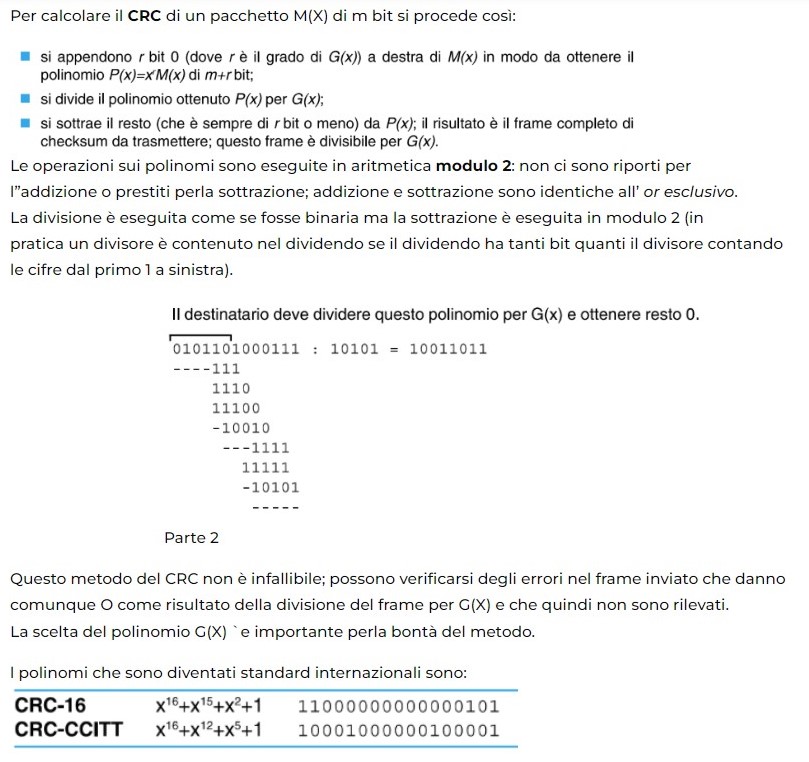 Per calcolare il CRC di un pacchetto M(X) di m bit si procede così:
si appendono r bit 0 (dove r è il grado di G(x)) a destra di M(x) in modo da ottenere il
polinomio P(x)=xʳM(x) di m+r bit;
si divide il polinomio ottenuto P(x) per G(x);
si sottrae il resto (che è sempre di r bit o meno) da P(x); il risultato è il frame completo di
checksum da trasmettere; questo frame è divisibile per G(x).
Le operazioni sui polinomi sono eseguite in aritmetica modulo 2: non ci sono riporti per
l”addizione o prestiti perla sottrazione; addizione e sottrazione sono identiche all' or esclusivo.
La divisione è eseguita come se fosse binaria ma la sottrazione è eseguita in modulo 2 (in
pratica un divisore è contenuto nel dividendo se il dividendo ha tanti bit quanti il divisore contando
le cifre dal primo 1 a sinistra).
Il destinatario deve dividere questo polinomio per G(x) e ottenere resto 0.
0101101000111 : 10101 = 10011011
----111
1110
11100
-10010
---1111
11111
-10101
-----
Parte 2
Questo metodo del CRC non è infallibile; possono verificarsi degli errori nel frame inviato che danno
comunque O come risultato della divisione del frame per G(X) e che quindi non sono rilevati.
La scelta del polinomio G(X) `e importante perla bontà del metodo.
I polinomi che sono diventati standard internazionali sono:
CRC-16 x¹⁶+x¹⁵+x²+1 11000000000000101
CRC-CCITT x¹⁶+x¹²+x⁵+1 10001000000100001